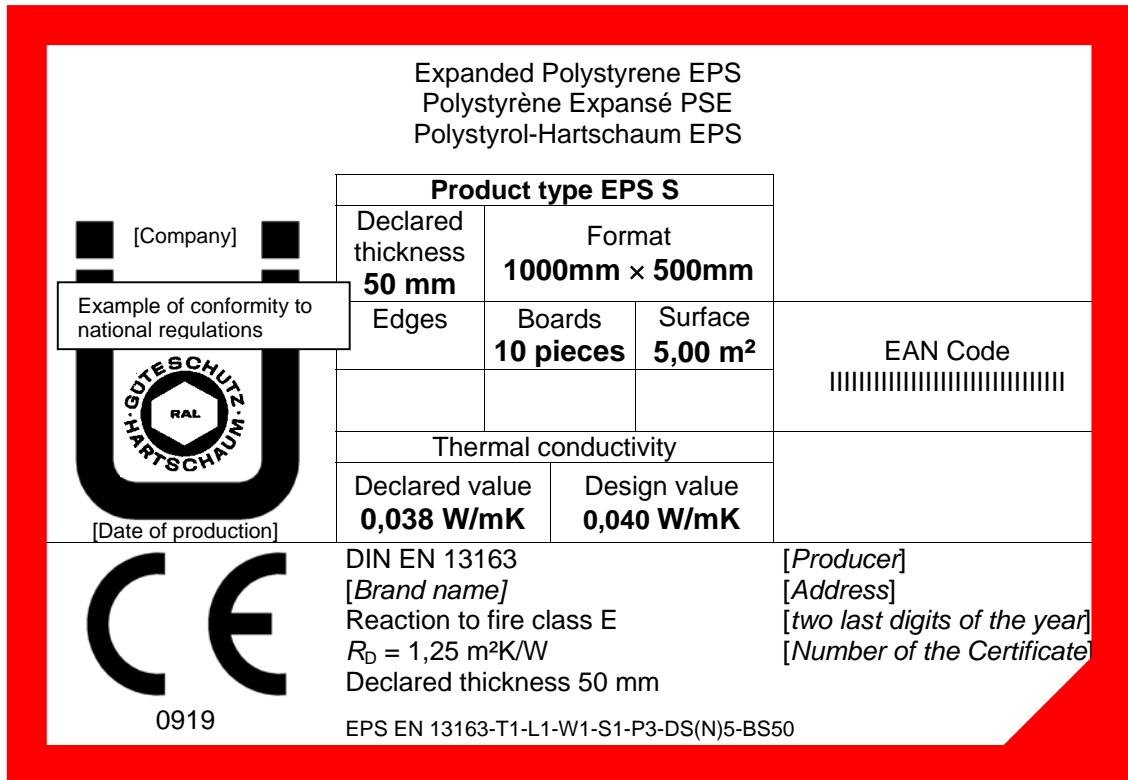 Expanded Polystyrene EPS
Polystyrène Expansé PSE
Polystyrol-Hartschaum EPS
[Company]
Example of conformity to
national regulations
·GÜTESCHUTZ·
RAL
HARTSCHAUM
[Date of production]
Product type EPS S
Declared
thickness
50 mm
Format
1000mm × 500mm
Edges
Boards
10 pieces
Surface
5,00 m²
EAN Code
Thermal conductivity
Declared value
0,038 W/mK
Design value
0,040 W/mK
CE
0919
DIN EN 13163
[Brand name]
Reaction to fire class E
R_D = 1,25 m²K/W
Declared thickness 50 mm
EPS EN 13163-T1-L1-W1-S1-P3-DS(N)5-BS50
[Producer]
[Address]
[two last digits of the year]
[Number of the Certificate]